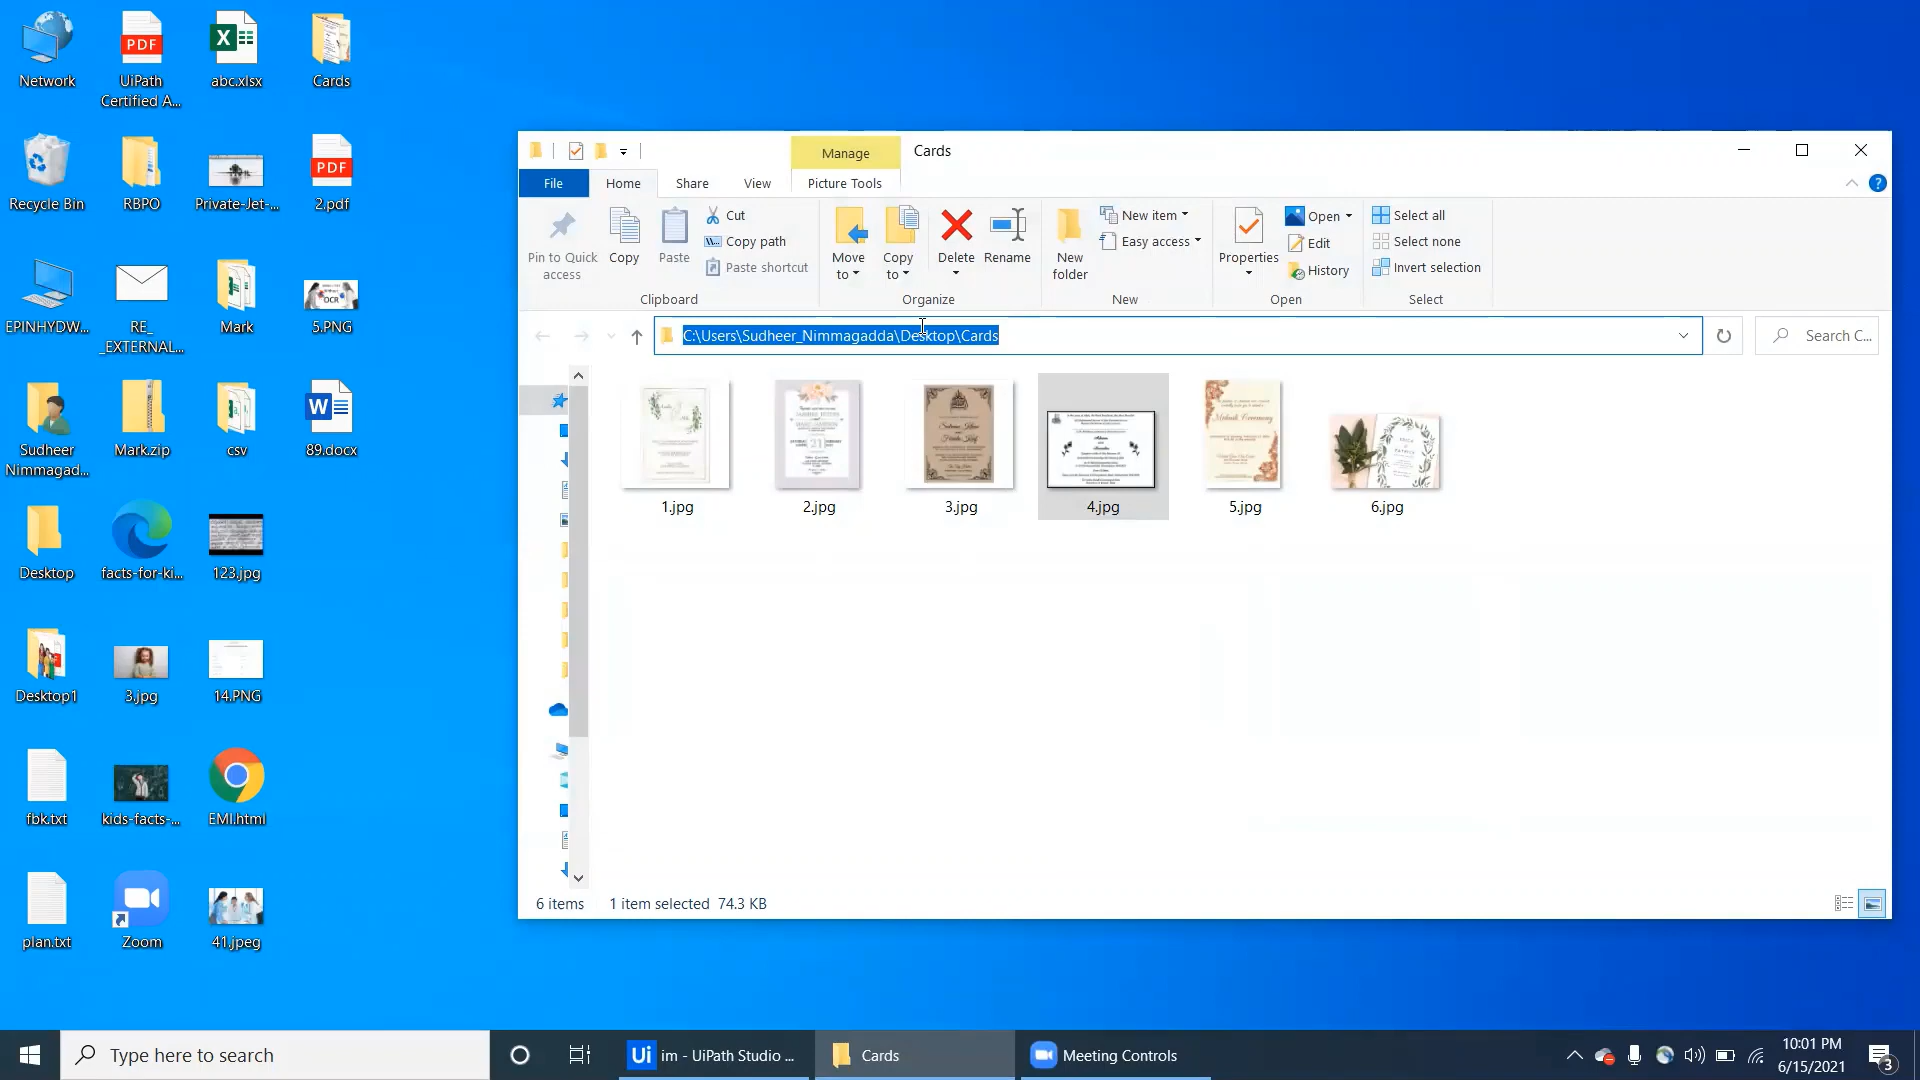 Network
UiPath
Certified A...
abc.xlsx
Cards
Recycle Bin
RBPO
Private-Jet-...
2.pdf
EPINHYDW...
RE_
_EXTERNAL...
Mark
5.PNG
Sudheer
Nimmagad...
Mark.zip
csv
89.docx
Desktop
facts-for-ki...
123.jpg
Desktop1
3.jpg
14.PNG
fbk.txt
kids-facts-...
EMI.html
plan.txt
Zoom
41.jpeg
PDF
PDF
Manage
Cards
File
Home
Share
View
Picture Tools
Pin to Quick
access
Copy
Paste
Cut
Copy path
Paste shortcut
Clipboard
Move
to
Copy
to
Delete
Rename
Organize
New
folder
New item
Easy access
New
Properties
Open
Edit
History
Open
Select all
Select none
Invert selection
Select
C:\Users\Sudheer_Nimmagadda\Desktop\Cards
Search C...
1.jpg
2.jpg
3.jpg
4.jpg
5.jpg
6.jpg
6 items
1 item selected 74.3 KB
Type here to search
Ui
im - UiPath Studio ...
Cards
Meeting Controls
10:01 PM
6/15/2021
3